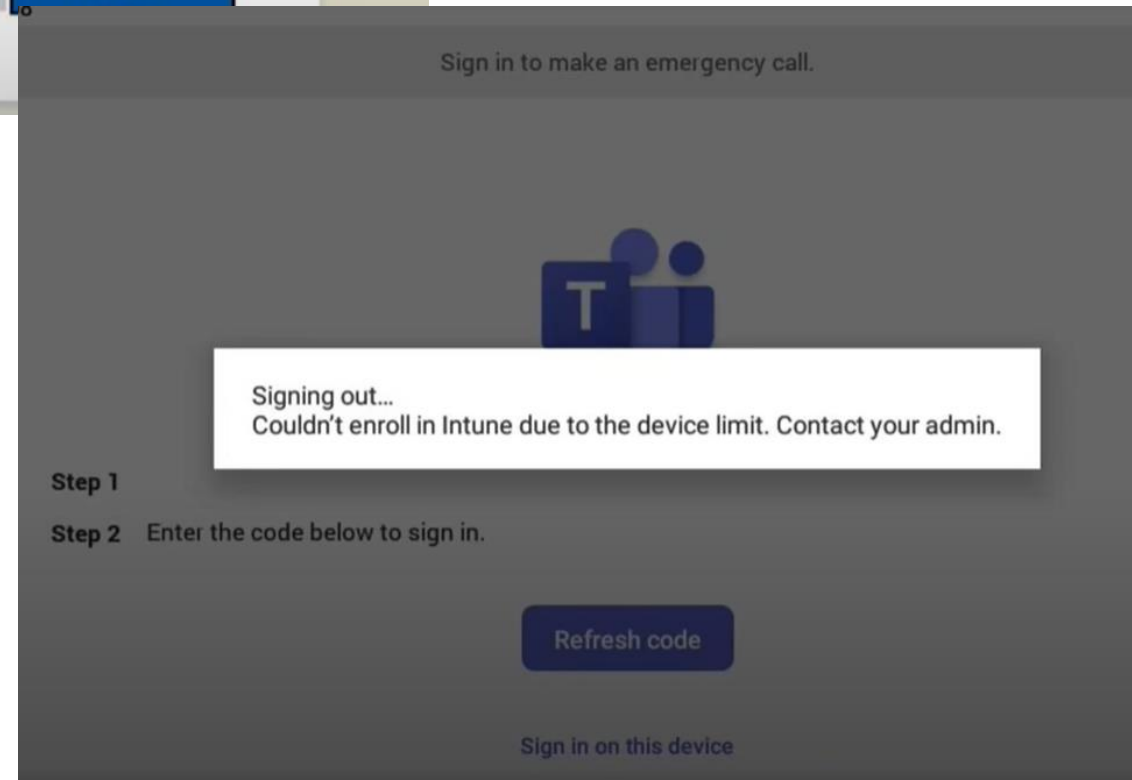 Sign in to make an emergency call.
T
Signing out...
Couldn't enroll in Intune due to the device limit. Contact your admin.
Step 1
Step 2 Enter the code below to sign in.
Refresh code
Sign in on this device